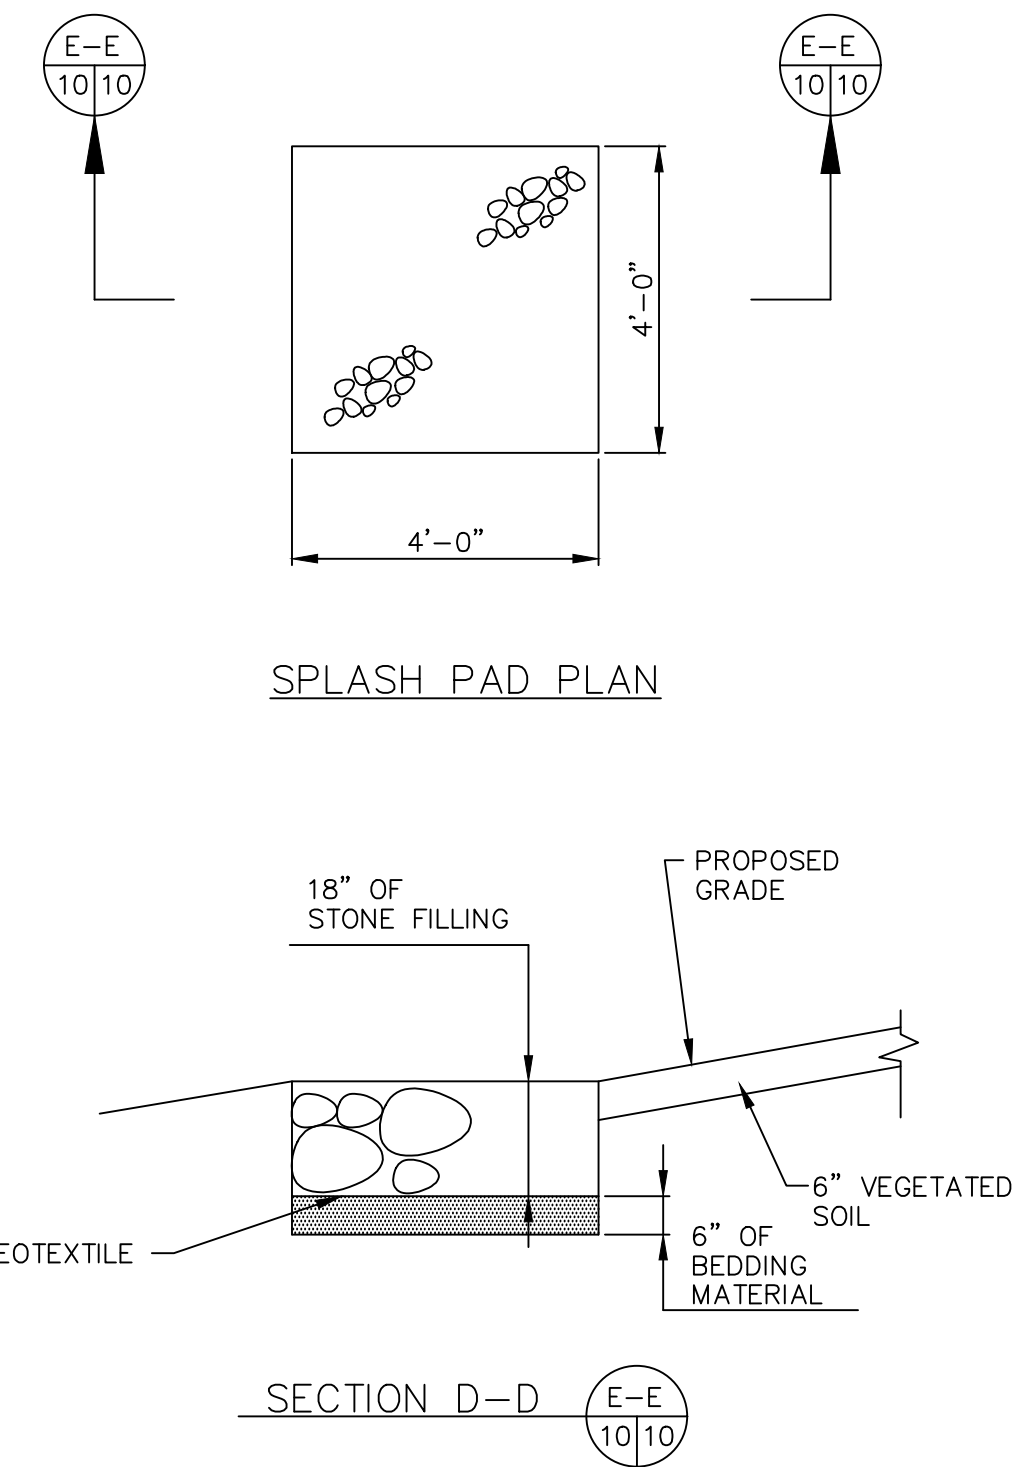 E-E
10 10
E-E
10 10
4'-0"
4'-0"
SPLASH PAD PLAN
18" OF
STONE FILLING
PROPOSED
GRADE
6" VEGETATED
SOIL
EOTEXTILE
6" OF
BEDDING
MATERIAL
SECTION D-D
E-E
10 10